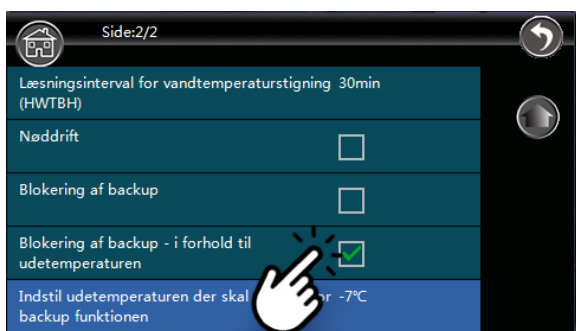 Side:2/2
Læsningsinterval for vandtemperaturstigning 30min
(HWTBH)
Nøddrift
Blokering af backup
Blokering af backup - i forhold til
udetemperaturen
Indstil udetemperaturen der skal -7℃
backup funktionen